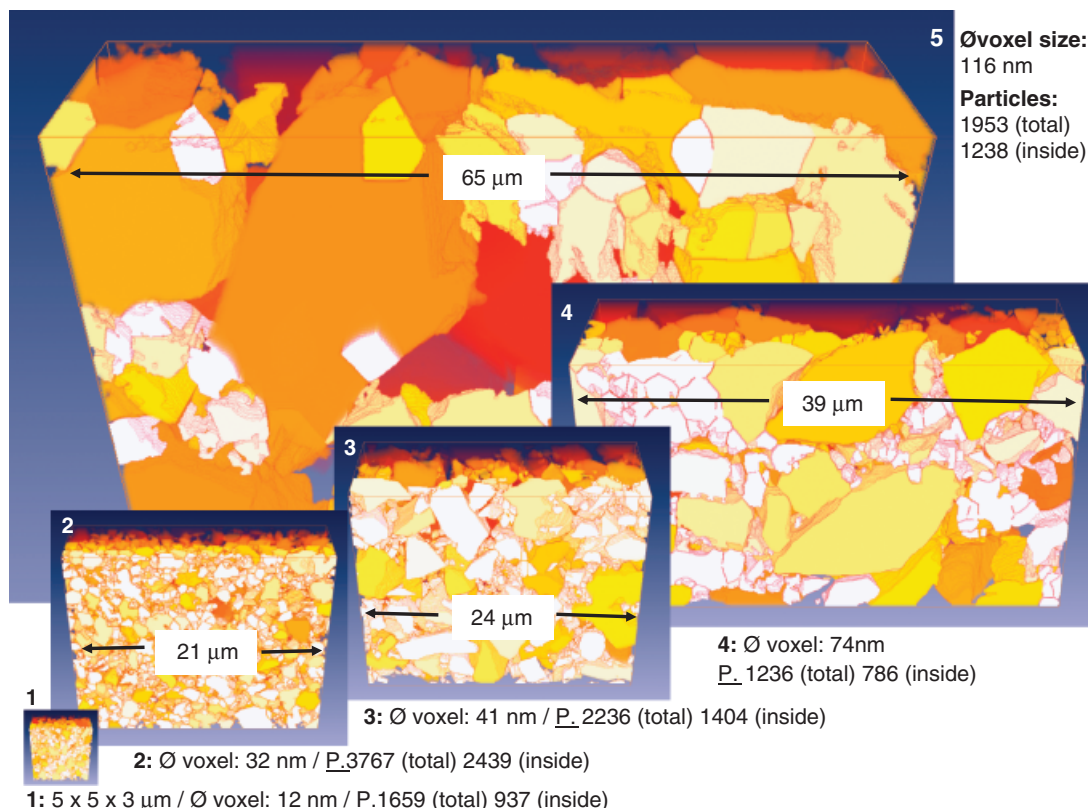 5
Øvoxel size:
116 nm
Particles:
1953 (total)
1238 (inside)
65 µm
4
39 µm
3
2
24 µm
21 µm
4: Ø voxel: 74nm
P. 1236 (total) 786 (inside)
1
3: Ø voxel: 41 nm / P. 2236 (total) 1404 (inside)
2: Ø voxel: 32 nm / P.3767 (total) 2439 (inside)
1: 5 x 5 x 3 µm / Ø voxel: 12 nm / P.1659 (total) 937 (inside)